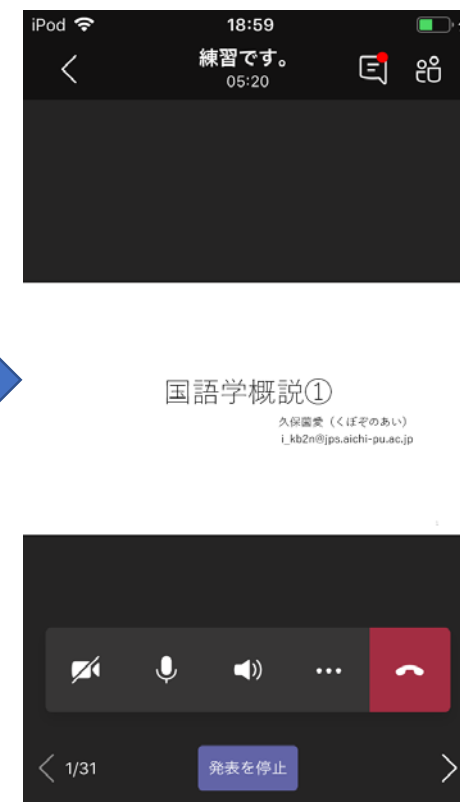 iPod 18:59
練習です。
05:20
国語学概説①
久保薗愛（くぼぞのあい）
i_kb2n@jps.aichi-pu.ac.jp
1/31 発表を停止